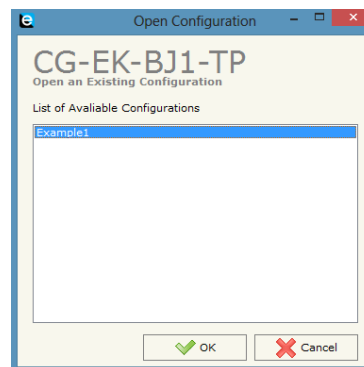 Open Configuration
CG-EK-BJ1-TP
Open an Existing Configuration
List of Avaliable Configurations
Example1
OK
Cancel